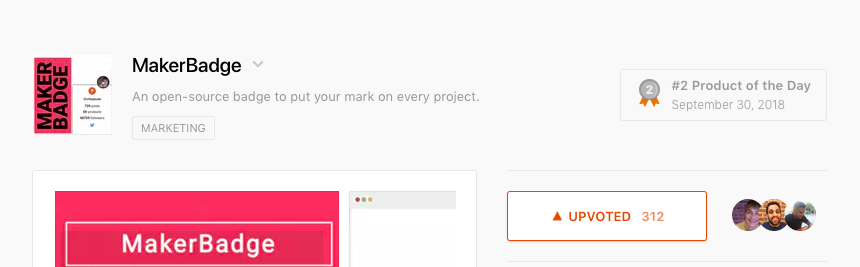 MAKER
BADGE
MakerBadge
An open-source badge to put your mark on every project.
MARKETING
2
#2 Product of the Day
September 30, 2018
UPVOTED 312
MakerBadge